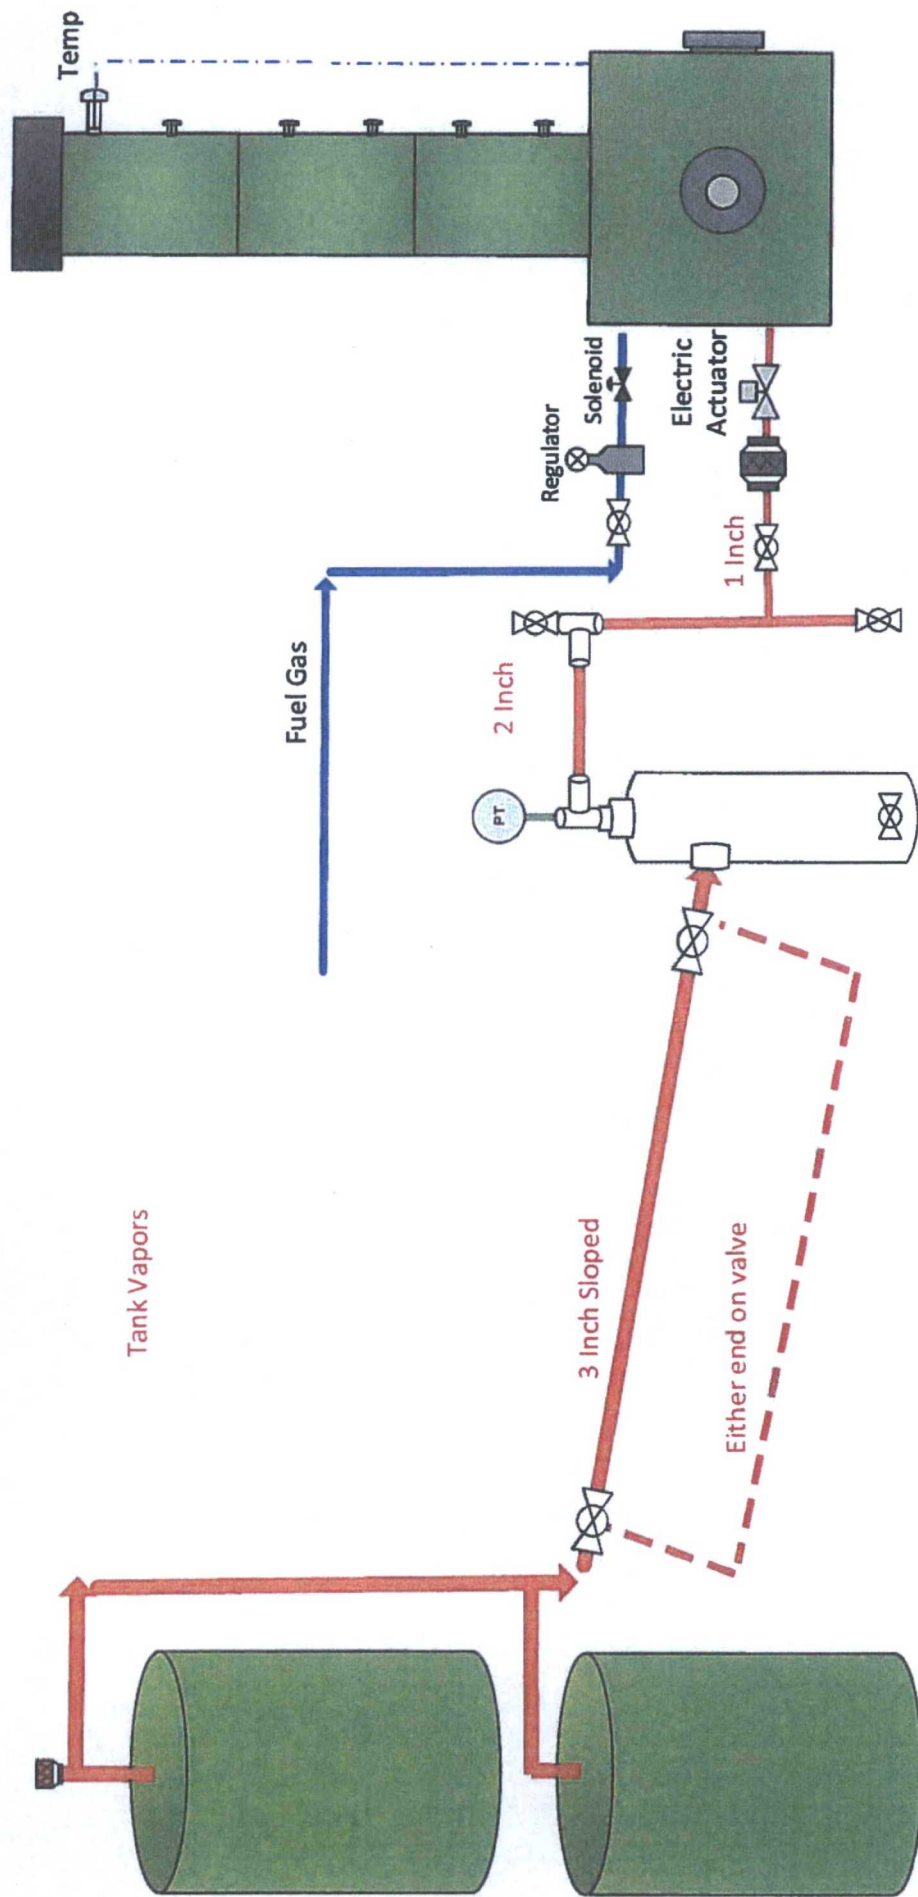 Temp
Solenoid
Regulator
Electric
Actuator
Fuel Gas
1 Inch
2 Inch
PT
Tank Vapors
3 Inch Sloped
Either end on valve